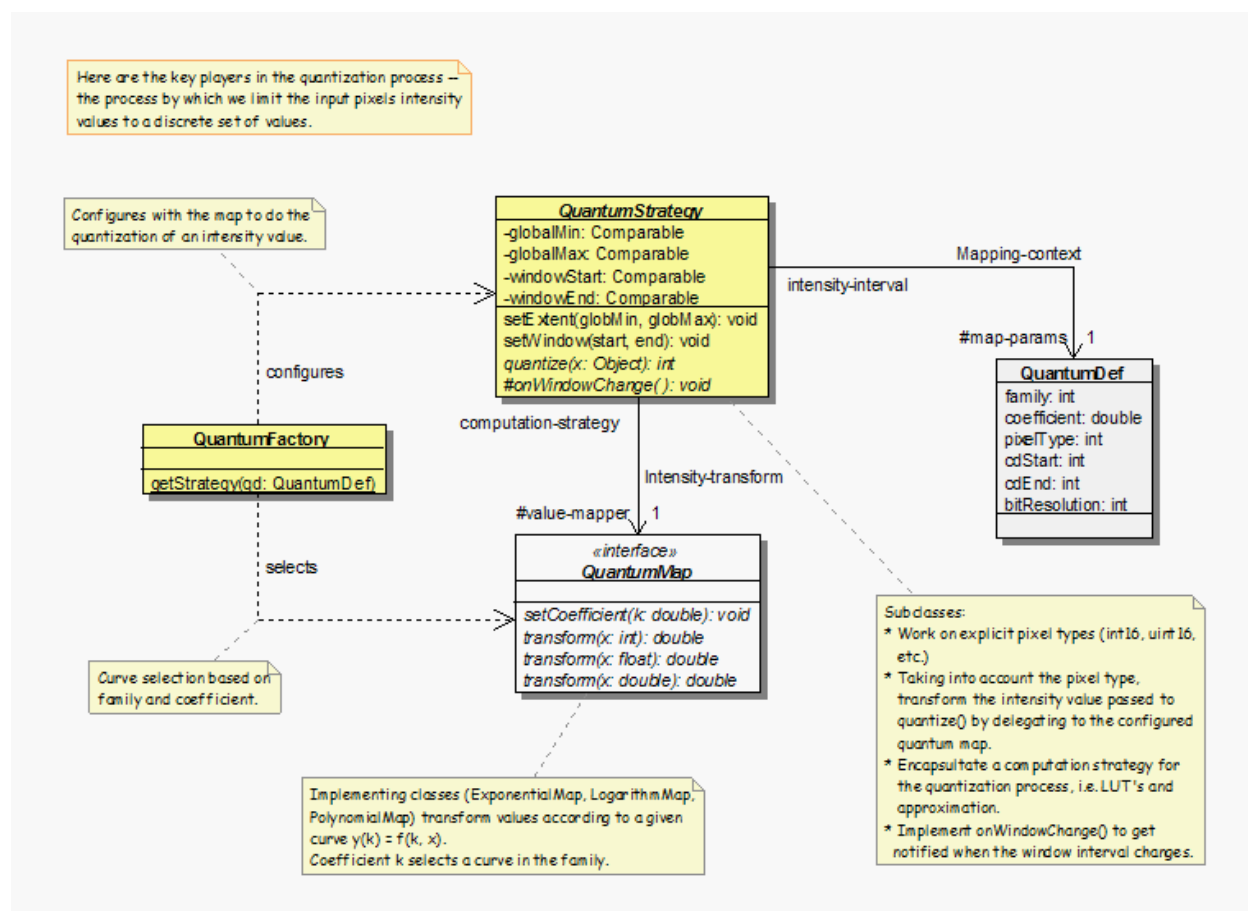 Here are the key players in the quantization process --
the process by which we limit the input pixels intensity
values to a discrete set of values.
Configures with the map to do the
quantization of an intensity value.
QuantumStrategy
-globalMin: Comparable
-globalMax: Comparable
-windowStart: Comparable
-windowEnd: Comparable
setExtent(globMin, globMax): void
setWindow(start, end): void
quantize(x: Object): int
#onWindowChange(): void
Mapping-context
intensity-interval
#map-params
1
QuantumDef
family: int
coefficient: double
pixelType: int
cdStart: int
cdEnd: int
bitResolution: int
configures
QuantumFactory
getStrategy(qd: QuantumDef)
selects
computation-strategy
Intensity-transform
#value-mapper
1
«interface»
QuantumMap
setCoefficient(k: double): void
transform(x: int): double
transform(x: float): double
transform(x: double): double
Curve selection based on
family and coefficient.
Implementing classes (ExponentialMap, LogarithmMap,
PolynomialMap) transform values according to a given
curve y(k) = f(k, x).
Coefficient k selects a curve in the family.
Subclasses:
* Work on explicit pixel types (int16, uint16,
etc.)
* Taking into account the pixel type,
transform the intensity value passed to
quantize() by delegating to the configured
quantum map.
* Encapsultate a computation strategy for
the quantization process, i.e. LUT's and
approximation.
* Implement onWindowChange() to get
notified when the window interval changes.